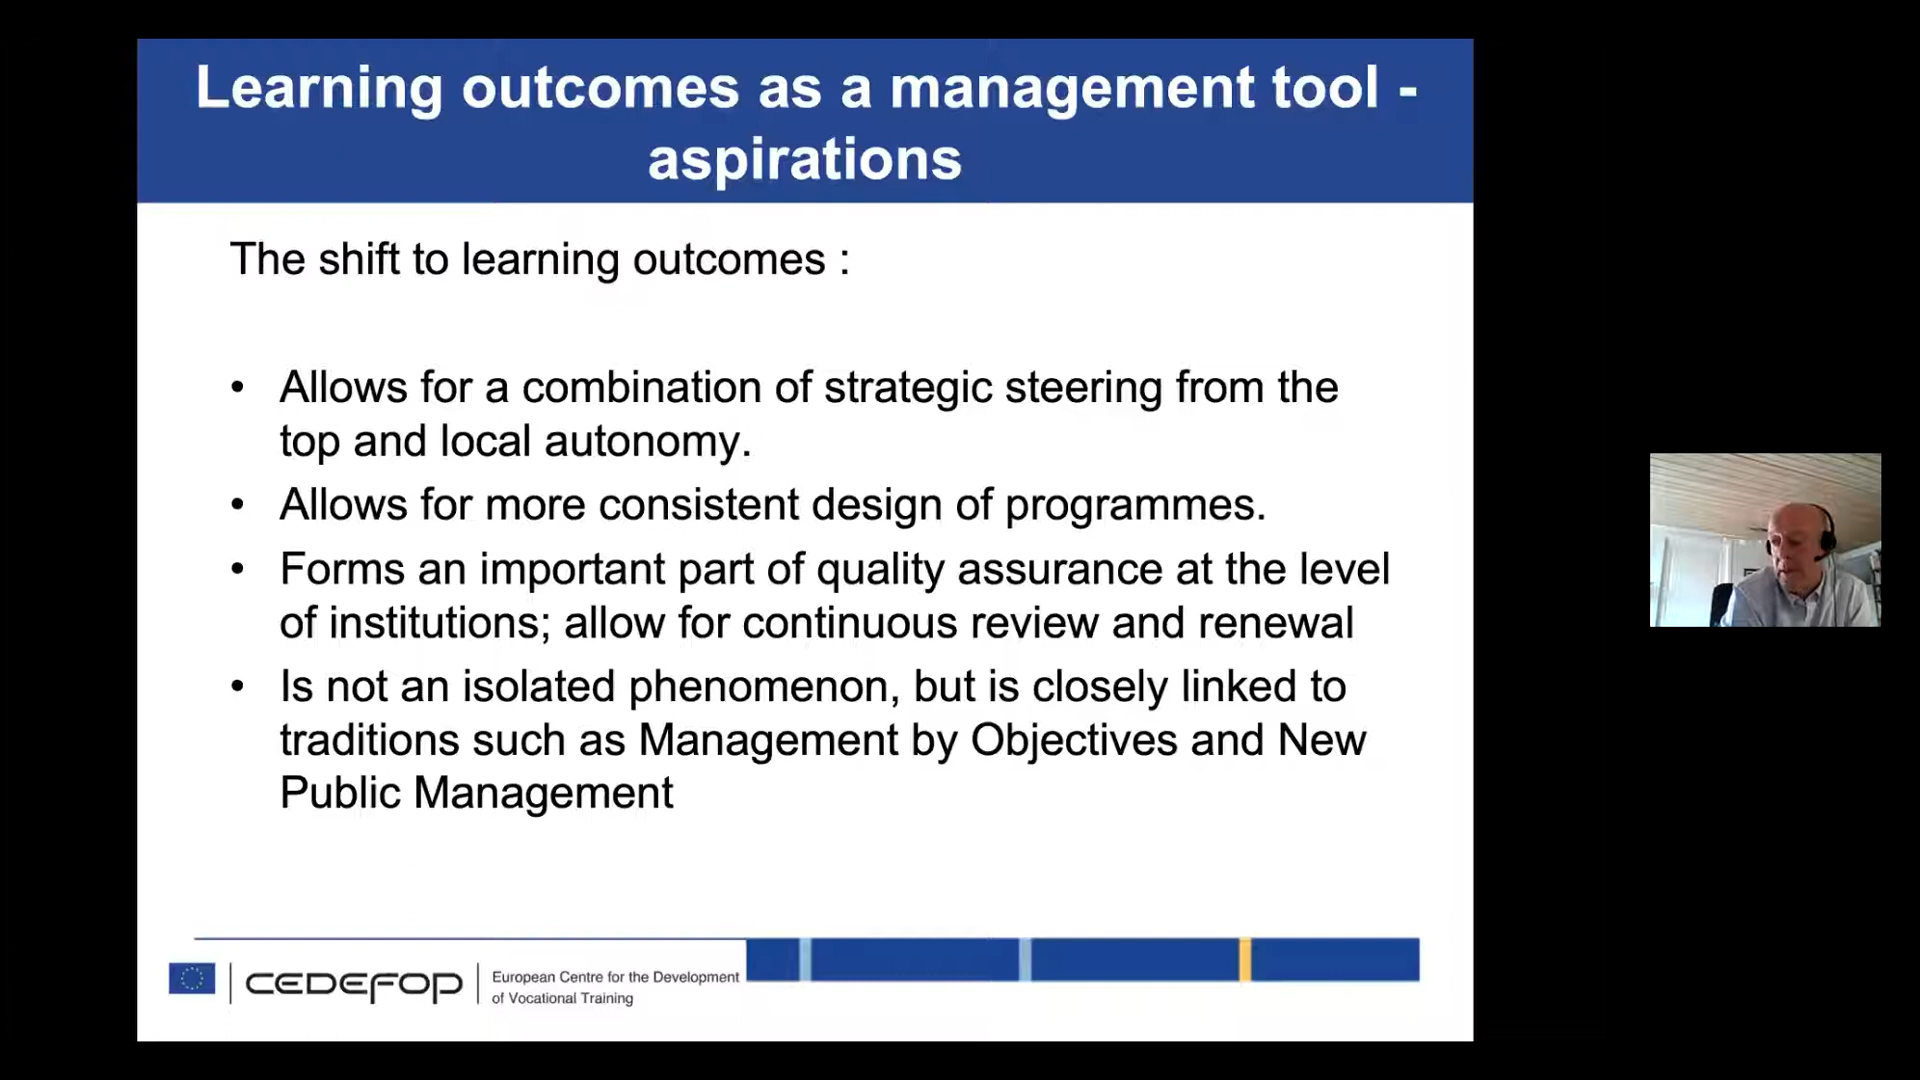 Learning outcomes as a management tool -
aspirations
The shift to learning outcomes :
• Allows for a combination of strategic steering from the
top and local autonomy.
• Allows for more consistent design of programmes.
• Forms an important part of quality assurance at the level
of institutions; allow for continuous review and renewal
• Is not an isolated phenomenon, but is closely linked to
traditions such as Management by Objectives and New
Public Management
CEDEFOP
European Centre for the Development
of Vocational Training